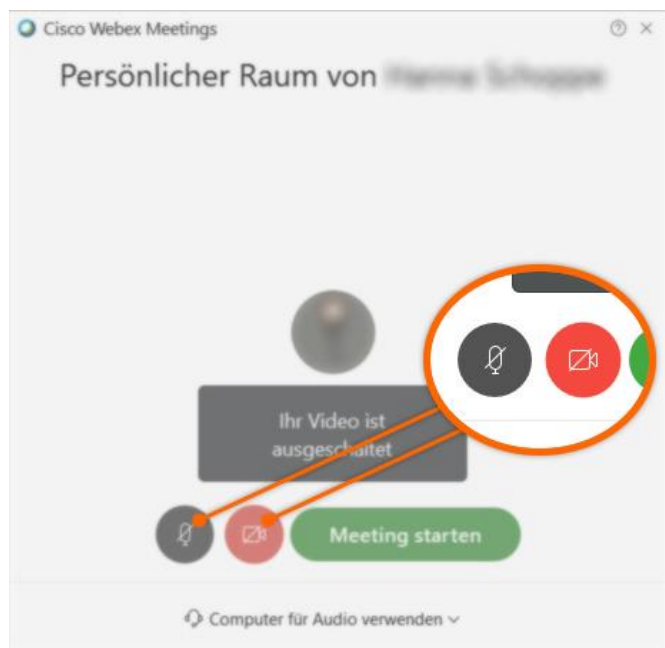 Cisco Webex Meetings
Persönlicher Raum von
Ihr Video ist
ausgeschaltet
Meeting starten
Computer für Audio verwenden